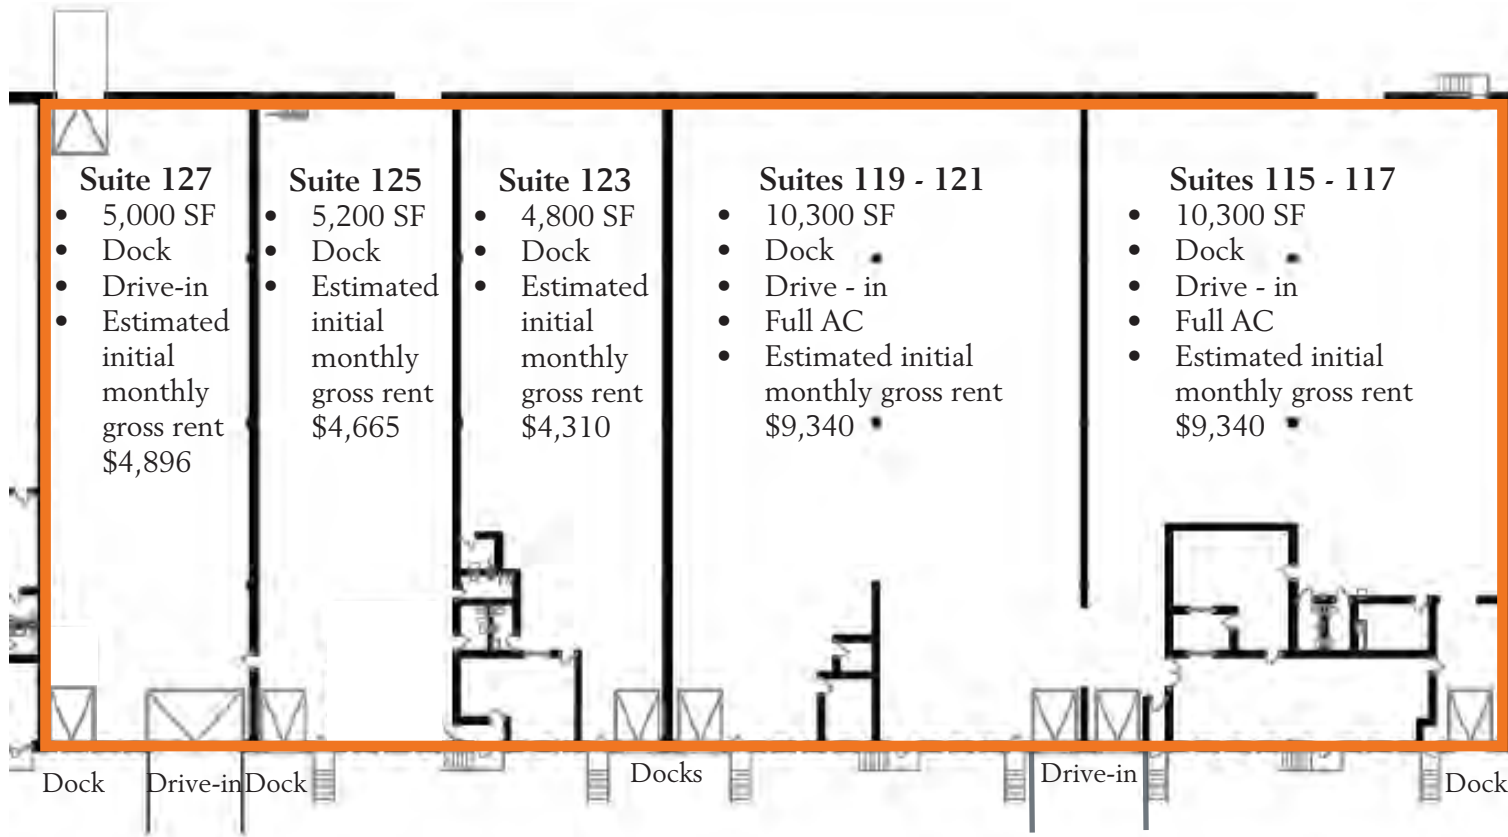 Suite 127
• 5,000 SF
• Dock
• Drive-in
• Estimated
initial
monthly
gross rent
$4,896
Suite 125
• 5,200 SF
• Dock
• Estimated
initial
monthly
gross rent
$4,665
Suite 123
• 4,800 SF
• Dock
• Estimated
initial
monthly
gross rent
$4,310
Suites 119 - 121
• 10,300 SF
• Dock
• Drive - in
• Full AC
• Estimated initial
monthly gross rent
$9,340
Suites 115 - 117
• 10,300 SF
• Dock
• Drive - in
• Full AC
• Estimated initial
monthly gross rent
$9,340
Dock
Drive-in
Dock
Docks
Drive-in
Dock